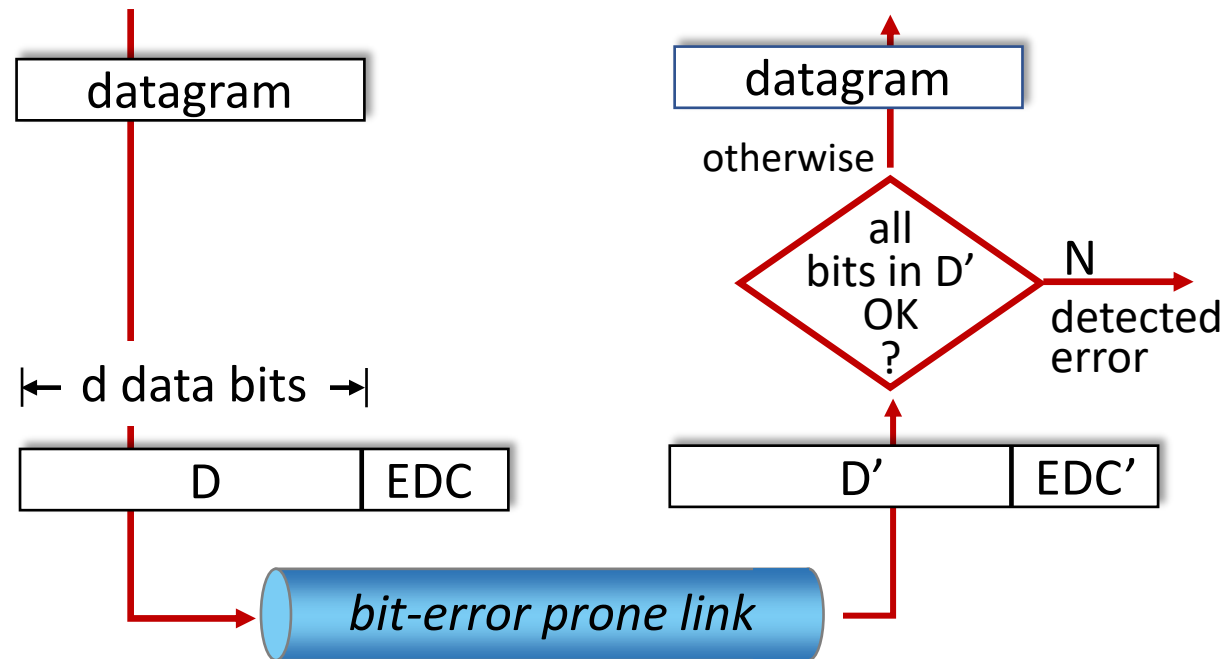 datagram
d data bits
D
EDC
bit-error prone link
D’
EDC’
all
bits in D’
OK
?
N
detected
error
otherwise
datagram